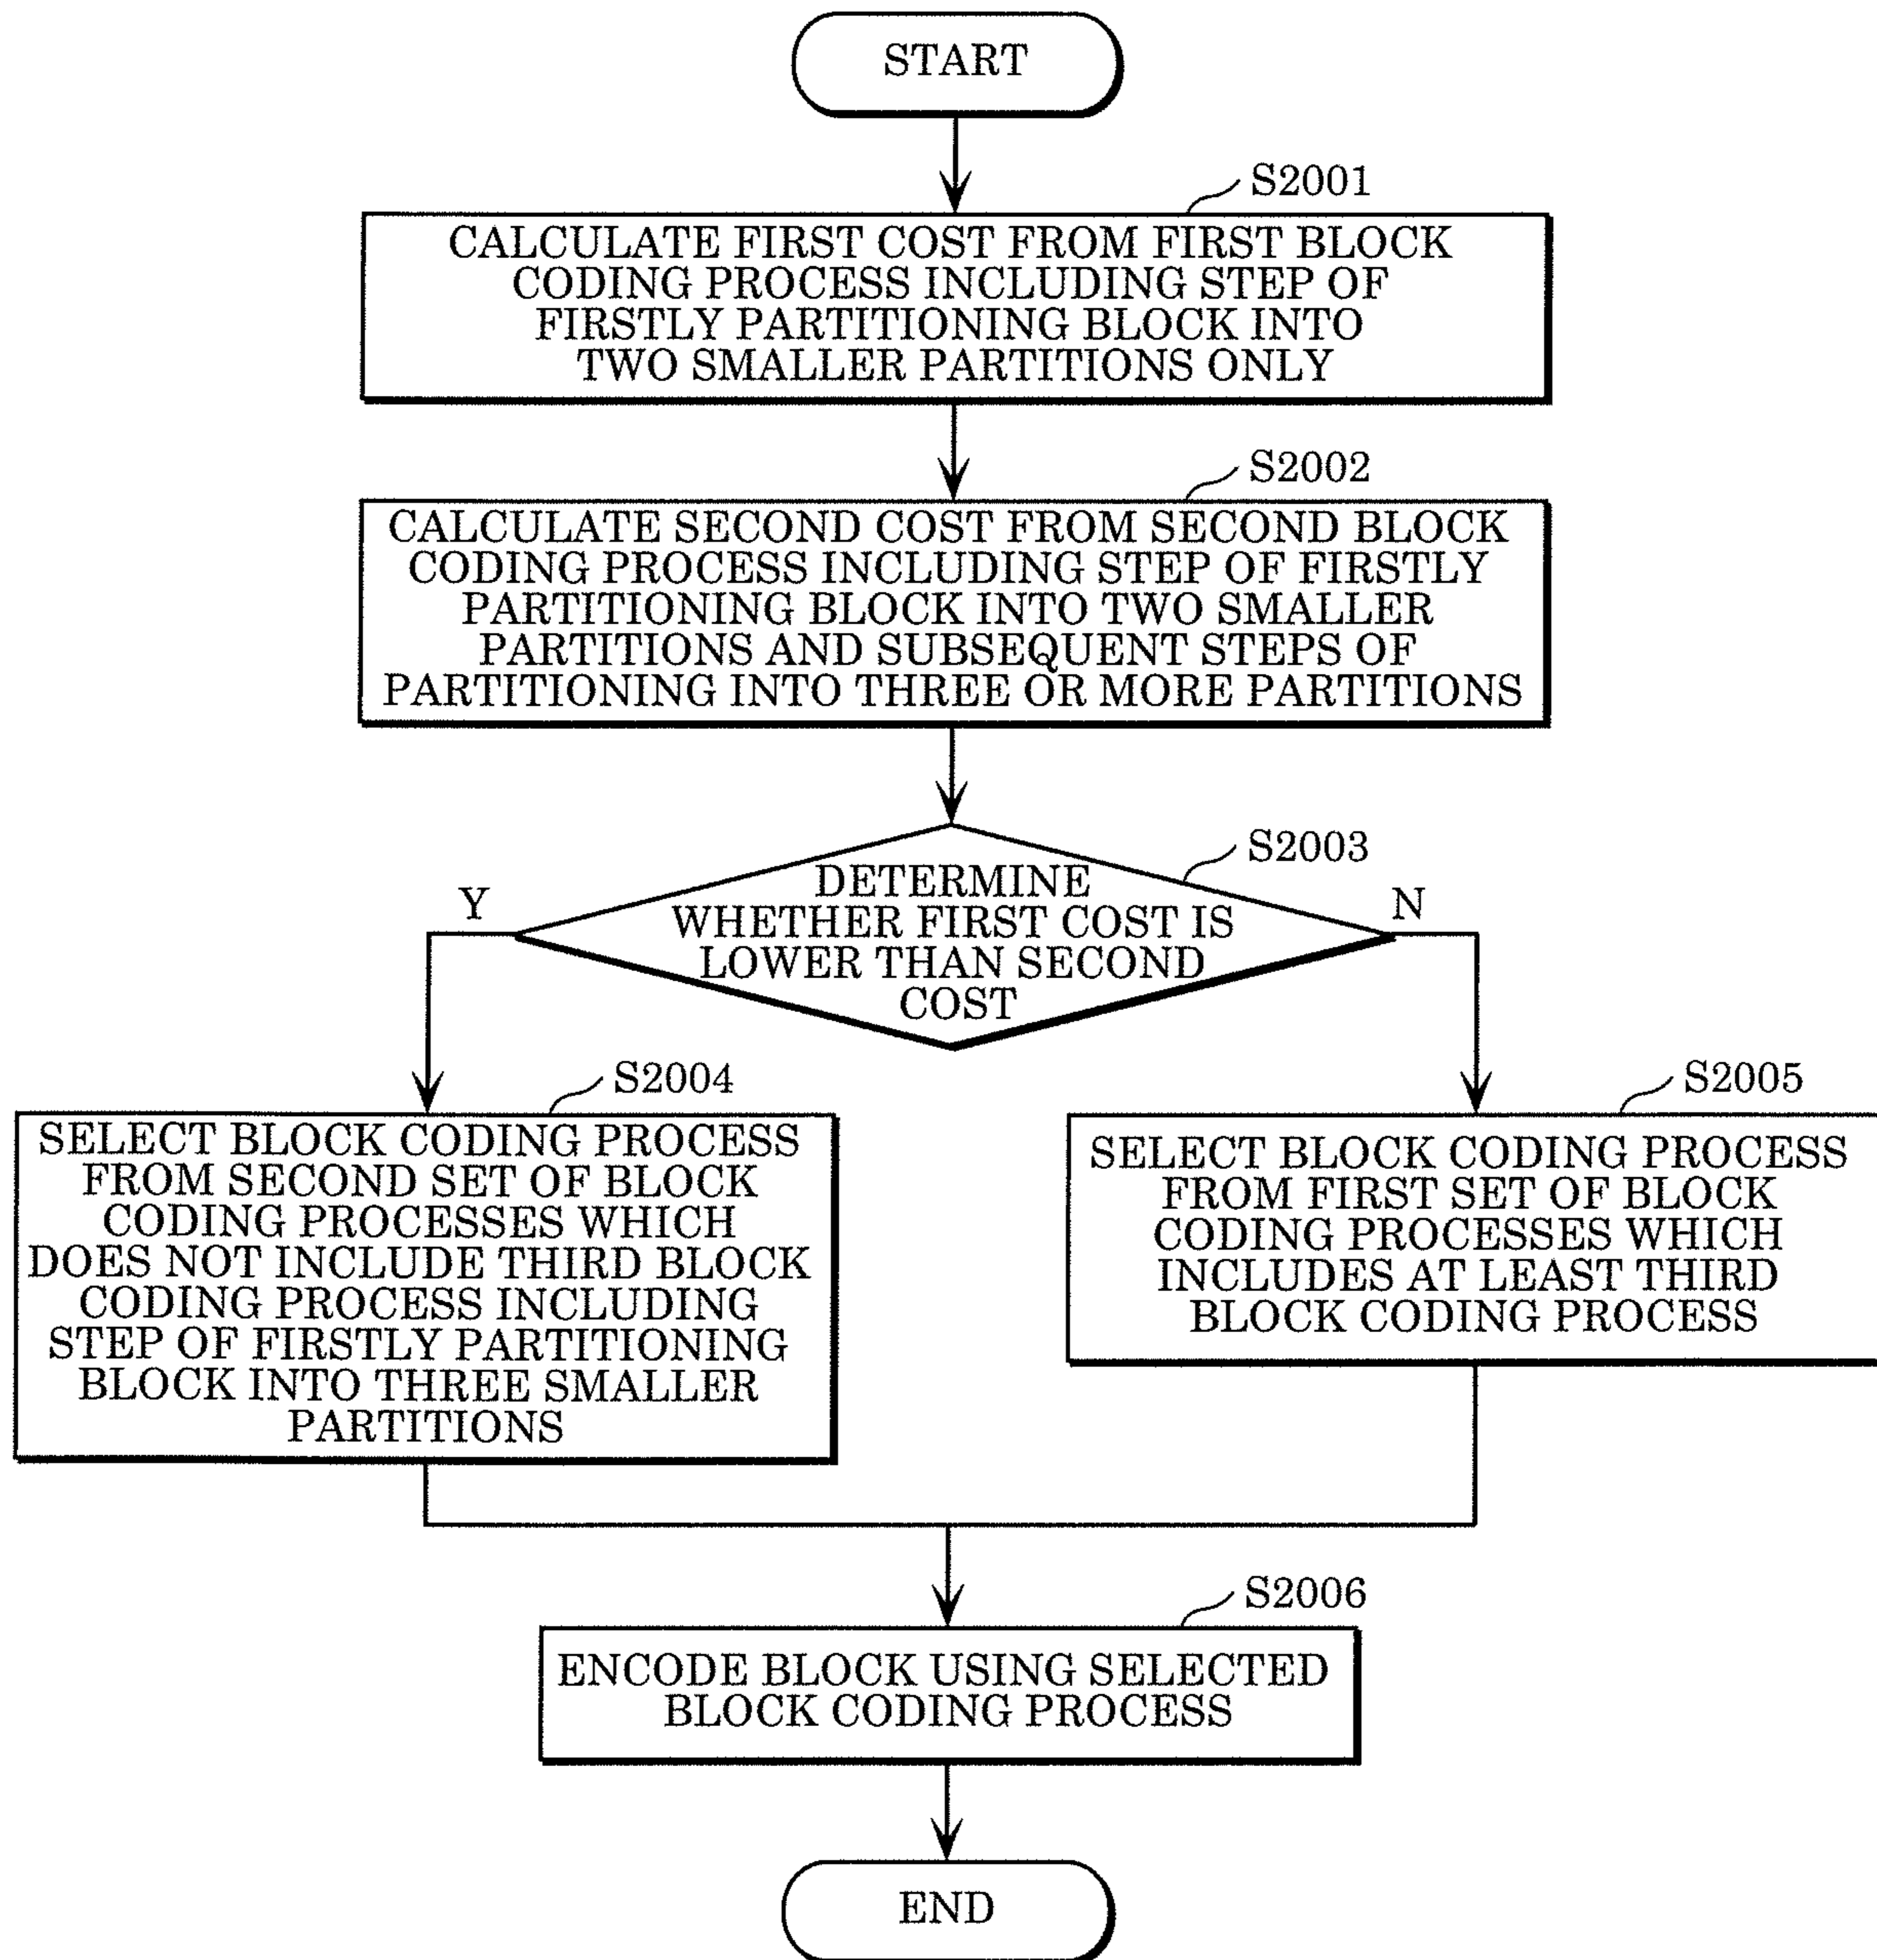 START
S2001
CALCULATE FIRST COST FROM FIRST BLOCK
CODING PROCESS INCLUDING STEP OF
FIRSTLY PARTITIONING BLOCK INTO
TWO SMALLER PARTITIONS ONLY
S2002
CALCULATE SECOND COST FROM SECOND BLOCK
CODING PROCESS INCLUDING STEP OF FIRSTLY
PARTITIONING BLOCK INTO TWO SMALLER
PARTITIONS AND SUBSEQUENT STEPS OF
PARTITIONING INTO THREE OR MORE PARTITIONS
S2003
DETERMINE
WHETHER FIRST COST IS
LOWER THAN SECOND
COST
Y
N
S2004
SELECT BLOCK CODING PROCESS
FROM SECOND SET OF BLOCK
CODING PROCESSES WHICH
DOES NOT INCLUDE THIRD BLOCK
CODING PROCESS INCLUDING
STEP OF FIRSTLY PARTITIONING
BLOCK INTO THREE SMALLER
PARTITIONS
S2005
SELECT BLOCK CODING PROCESS
FROM FIRST SET OF BLOCK
CODING PROCESSES WHICH
INCLUDES AT LEAST THIRD
BLOCK CODING PROCESS
S2006
ENCODE BLOCK USING SELECTED
BLOCK CODING PROCESS
END